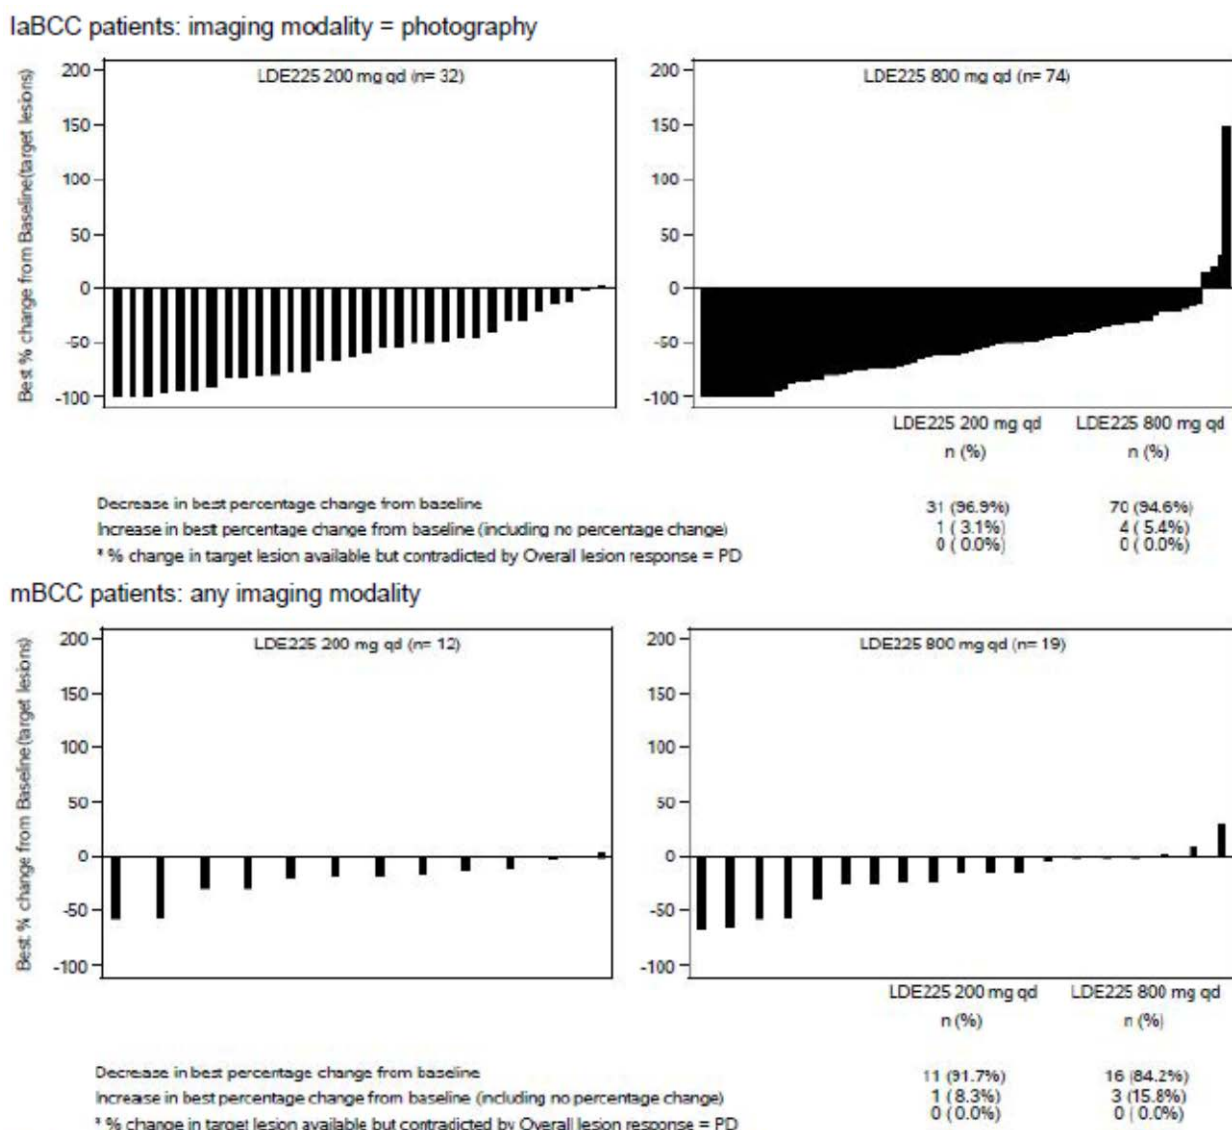 laBCC patients: imaging modality = photography
LDE225 200 mg qd (n= 32)
LDE225 800 mg qd (n= 74)
Best % change from Baseline(target lesions)
200
150
100
50
0
-50
-100
200
150
100
50
0
-50
-100
LDE225 200 mg qd LDE225 800 mg qd
n (%) n (%)
Decrease in best percentage change from baseline 31 (96.9%) 70 (94.6%)
Increase in best percentage change from baseline (including no percentage change) 1 ( 3.1%) 4 ( 5.4%)
* % change in target lesion available but contradicted by Overall lesion response = PD 0 ( 0.0%) 0 ( 0.0%)
mBCC patients: any imaging modality
LDE225 200 mg qd (n= 12)
LDE225 800 mg qd (n= 19)
Best % change from Baseline(target lesions)
200
150
100
50
0
-50
-100
200
150
100
50
0
-50
-100
LDE225 200 mg qd LDE225 800 mg qd
n (%) n (%)
Decrease in best percentage change from baseline 11 (91.7%) 16 (84.2%)
Increase in best percentage change from baseline (including no percentage change) 1 (8.3%) 3 (15.8%)
* % change in target lesion available but contradicted by Overall lesion response = PD 0 (0.0%) 0 ( 0.0%)